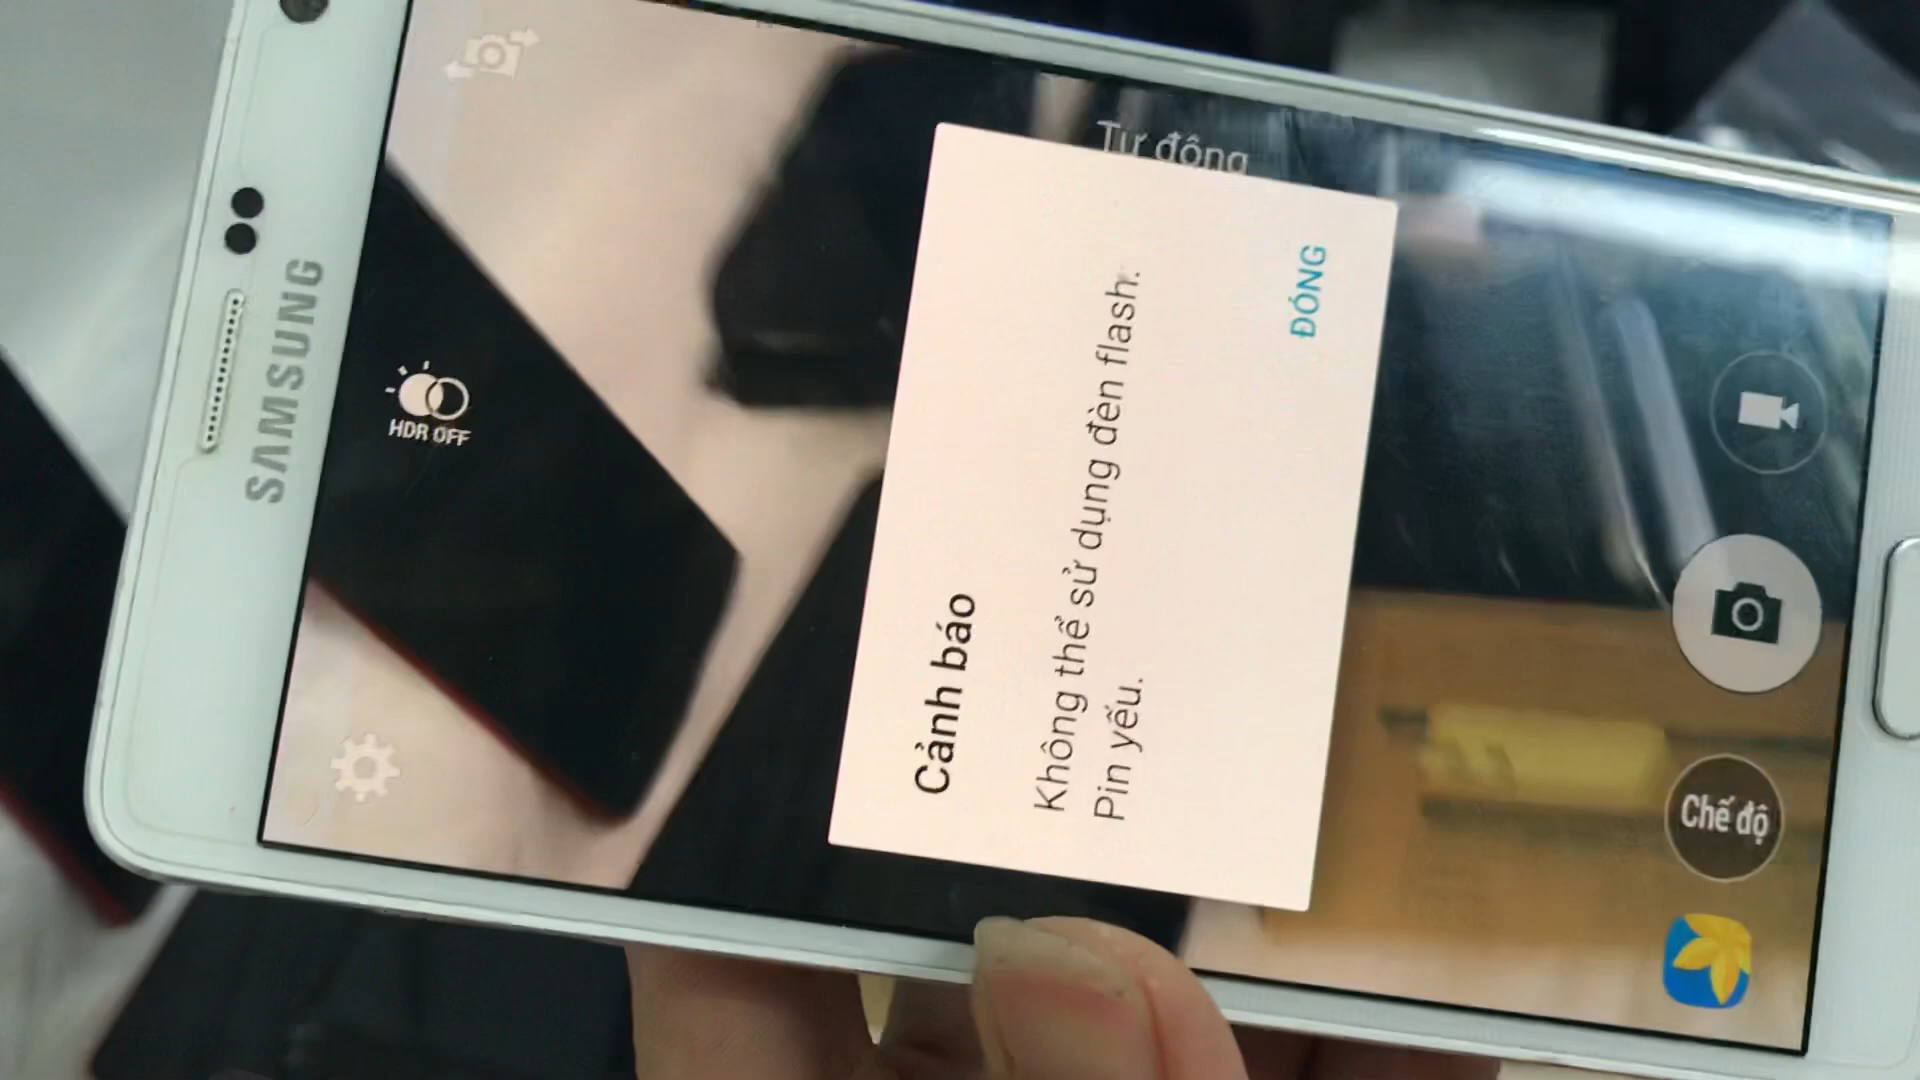 SAMSUNG
HDR OFF
Tự động
Cảnh báo
Không thể sử dụng đèn flash.
Pin yếu.
ĐÓNG
Chế độ